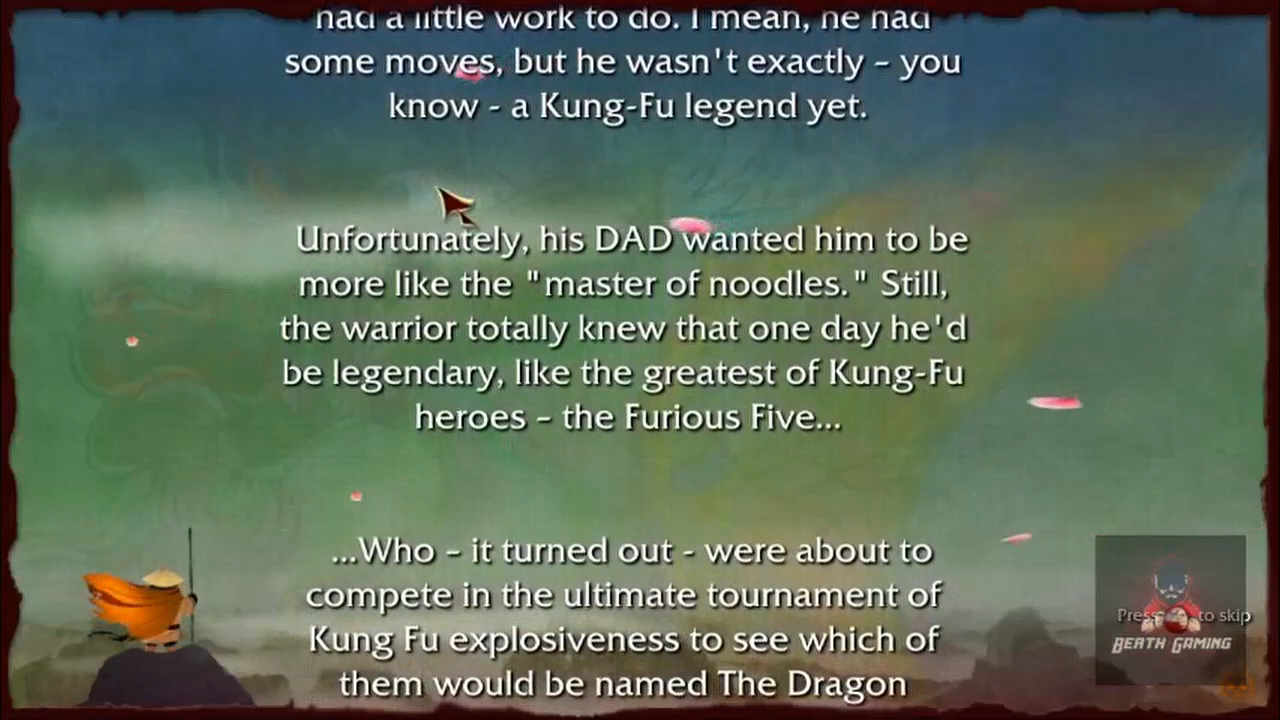 had a little work to do. I mean, he had
some moves, but he wasn't exactly - you
know - a Kung-Fu legend yet.
Unfortunately, his DAD wanted him to be
more like the "master of noodles." Still,
the warrior totally knew that one day he'd
be legendary, like the greatest of Kung-Fu
heroes - the Furious Five...
...Who - it turned out - were about to
compete in the ultimate tournament of
Kung Fu explosiveness to see which of
them would be named The Dragon
Press to skip
BEATH GAMING